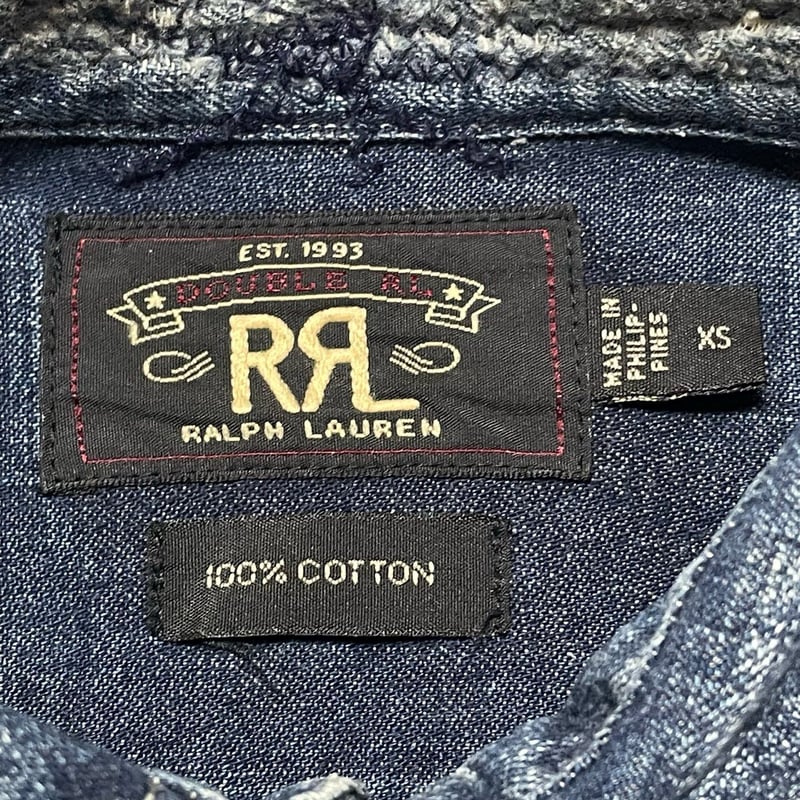 EST. 1993
DOUBLE RL
RRL
RALPH LAUREN
MADE IN
PHILIP-
PINES
XS
100% COTTON